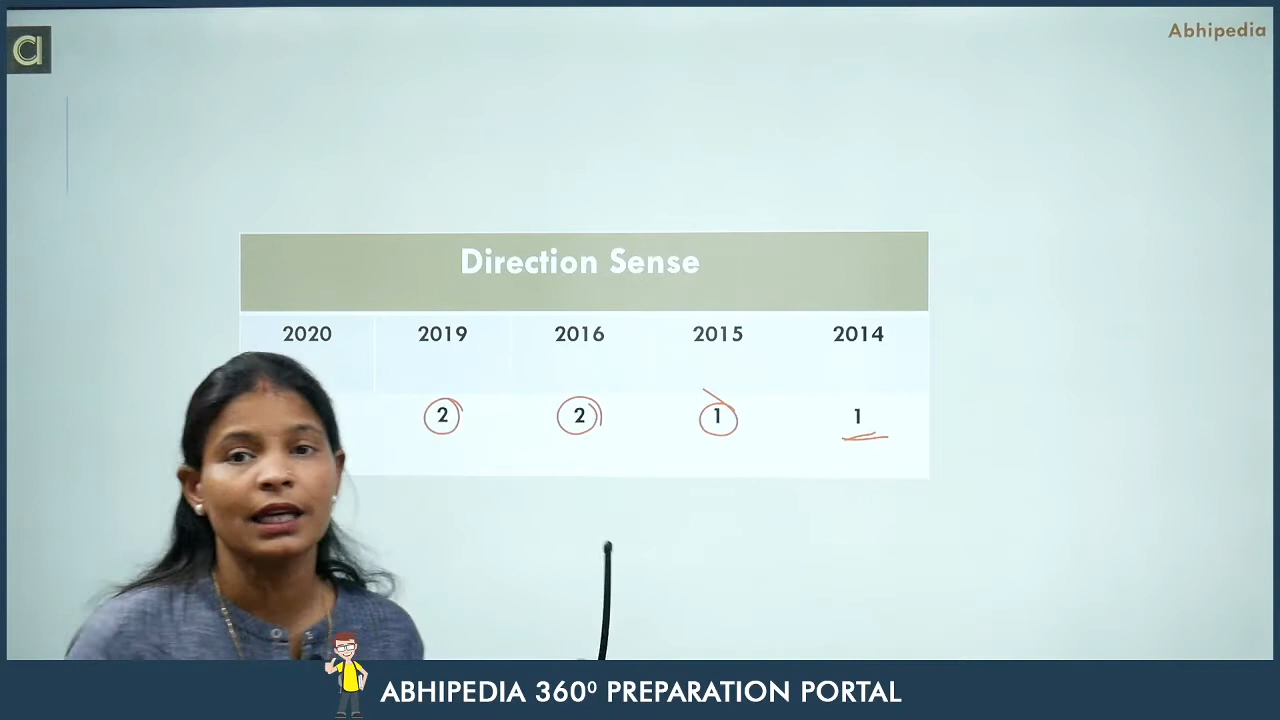 a
Abhipedia
Direction Sense
2020 2019 2016 2015 2014
2 2 1 1
ABHIPEDIA 360⁰ PREPARATION PORTAL